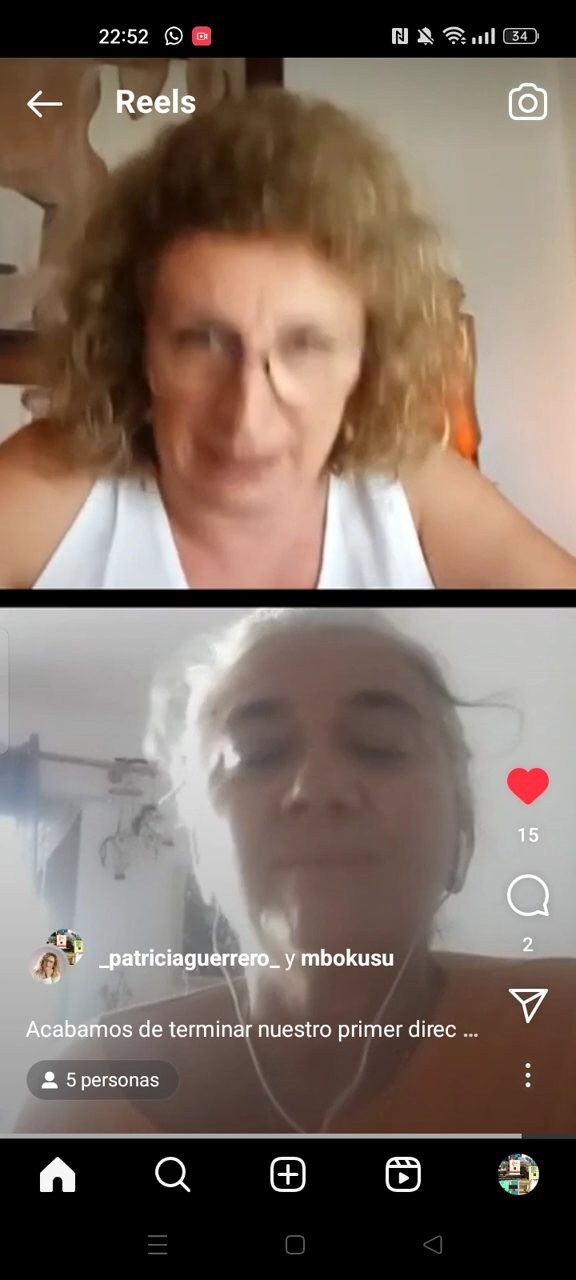 22:52
34
Reels
15
2
_patriciaguerrero_ y mbokusu
Acabamos de terminar nuestro primer direc ...
5 personas